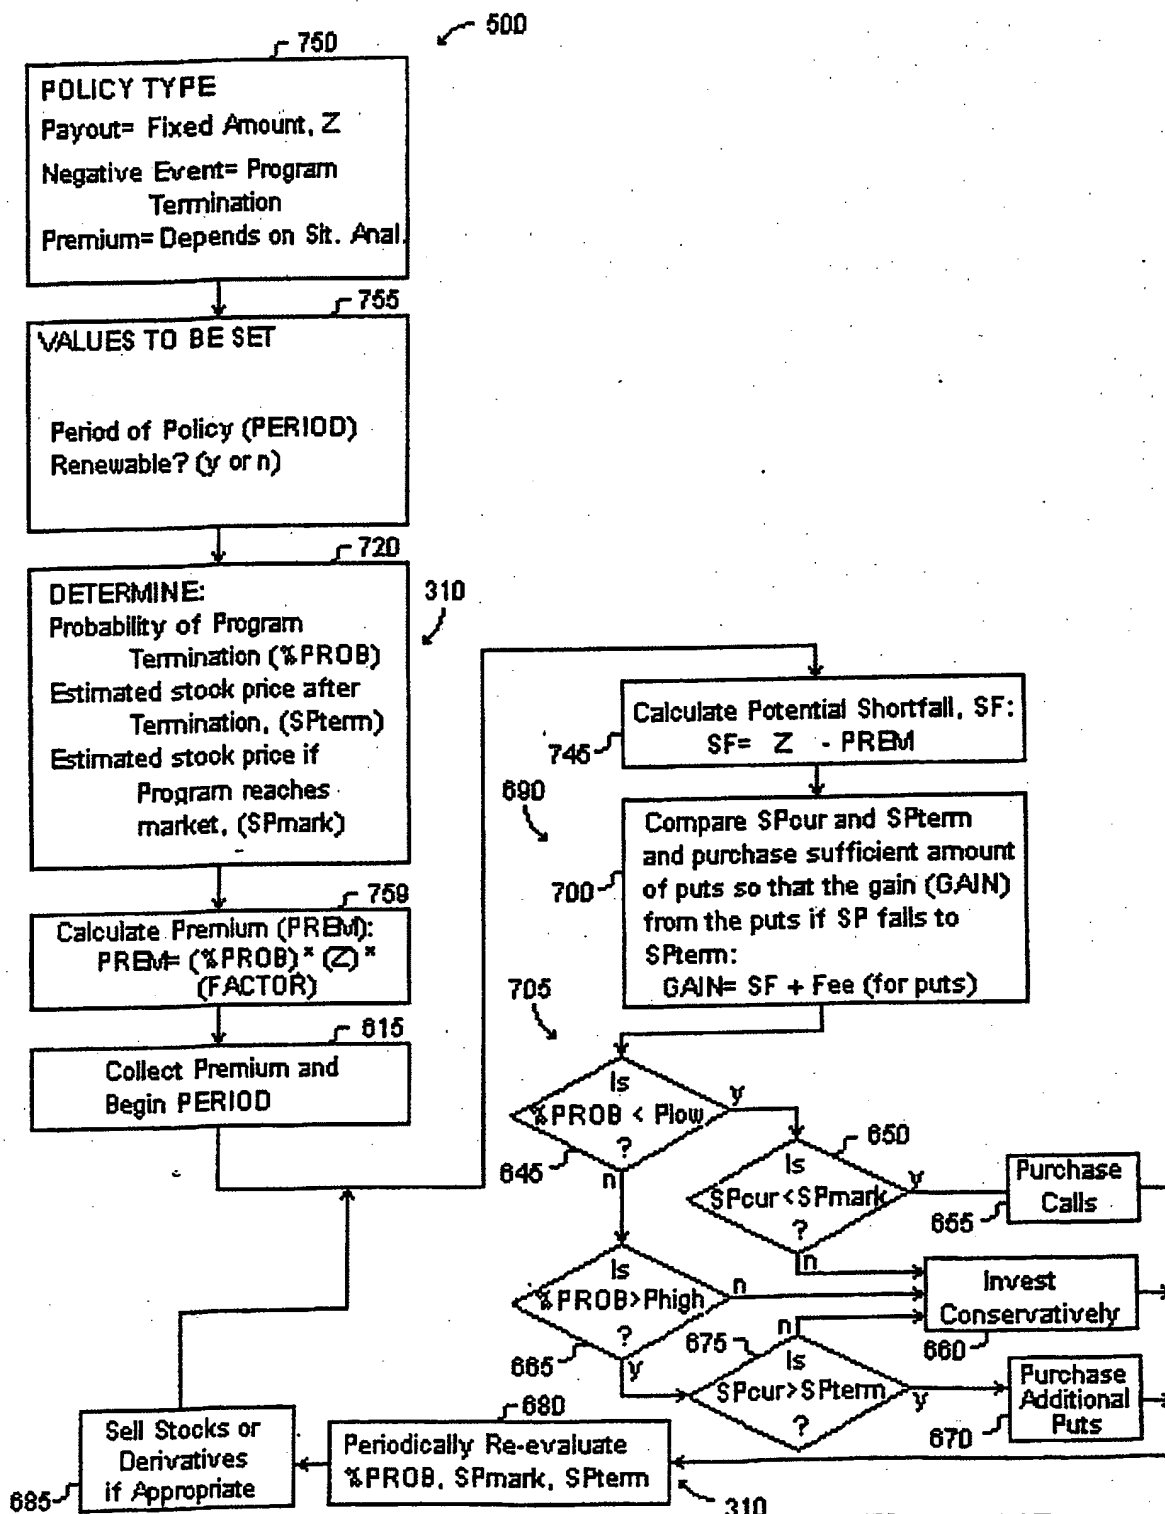 500
750
POLICY TYPE
Payout= Fixed Amount, Z
Negative Event= Program
Termination
Premium= Depends on Sit. Anal.
755
VALUES TO BE SET
Period of Policy (PERIOD)
Renewable? (y or n)
720
310
DETERMINE:
Probability of Program
Termination (%PROB)
Estimated stock price after
Termination, (SPterm)
Estimated stock price if
Program reaches
market, (SPmark)
759
Calculate Premium (PREM):
PREM= (%PROB)* (Z)*
(FACTOR)
615
Collect Premium and
Begin PERIOD
Calculate Potential Shortfall, SF:
SF= Z - PREM
745
690
Compare SPcur and SPterm
and purchase sufficient amount
of puts so that the gain (GAIN)
from the puts if SP falls to
SPterm:
GAIN= SF + Fee (for puts)
700
705
Is
%PROB < Plow
?
y
645
n
650
Is
SPcur<SPmark
?
y
n
Purchase
Calls
655
Is
%PROB>Phigh
?
n
665
y
Invest
Conservatively
660
675
n
Is
SPcur>SPterm
?
y
Purchase
Additional
Puts
670
680
Periodically Re-evaluate
%PROB, SPmark, SPterm
310
Sell Stocks or
Derivatives
if Appropriate
685